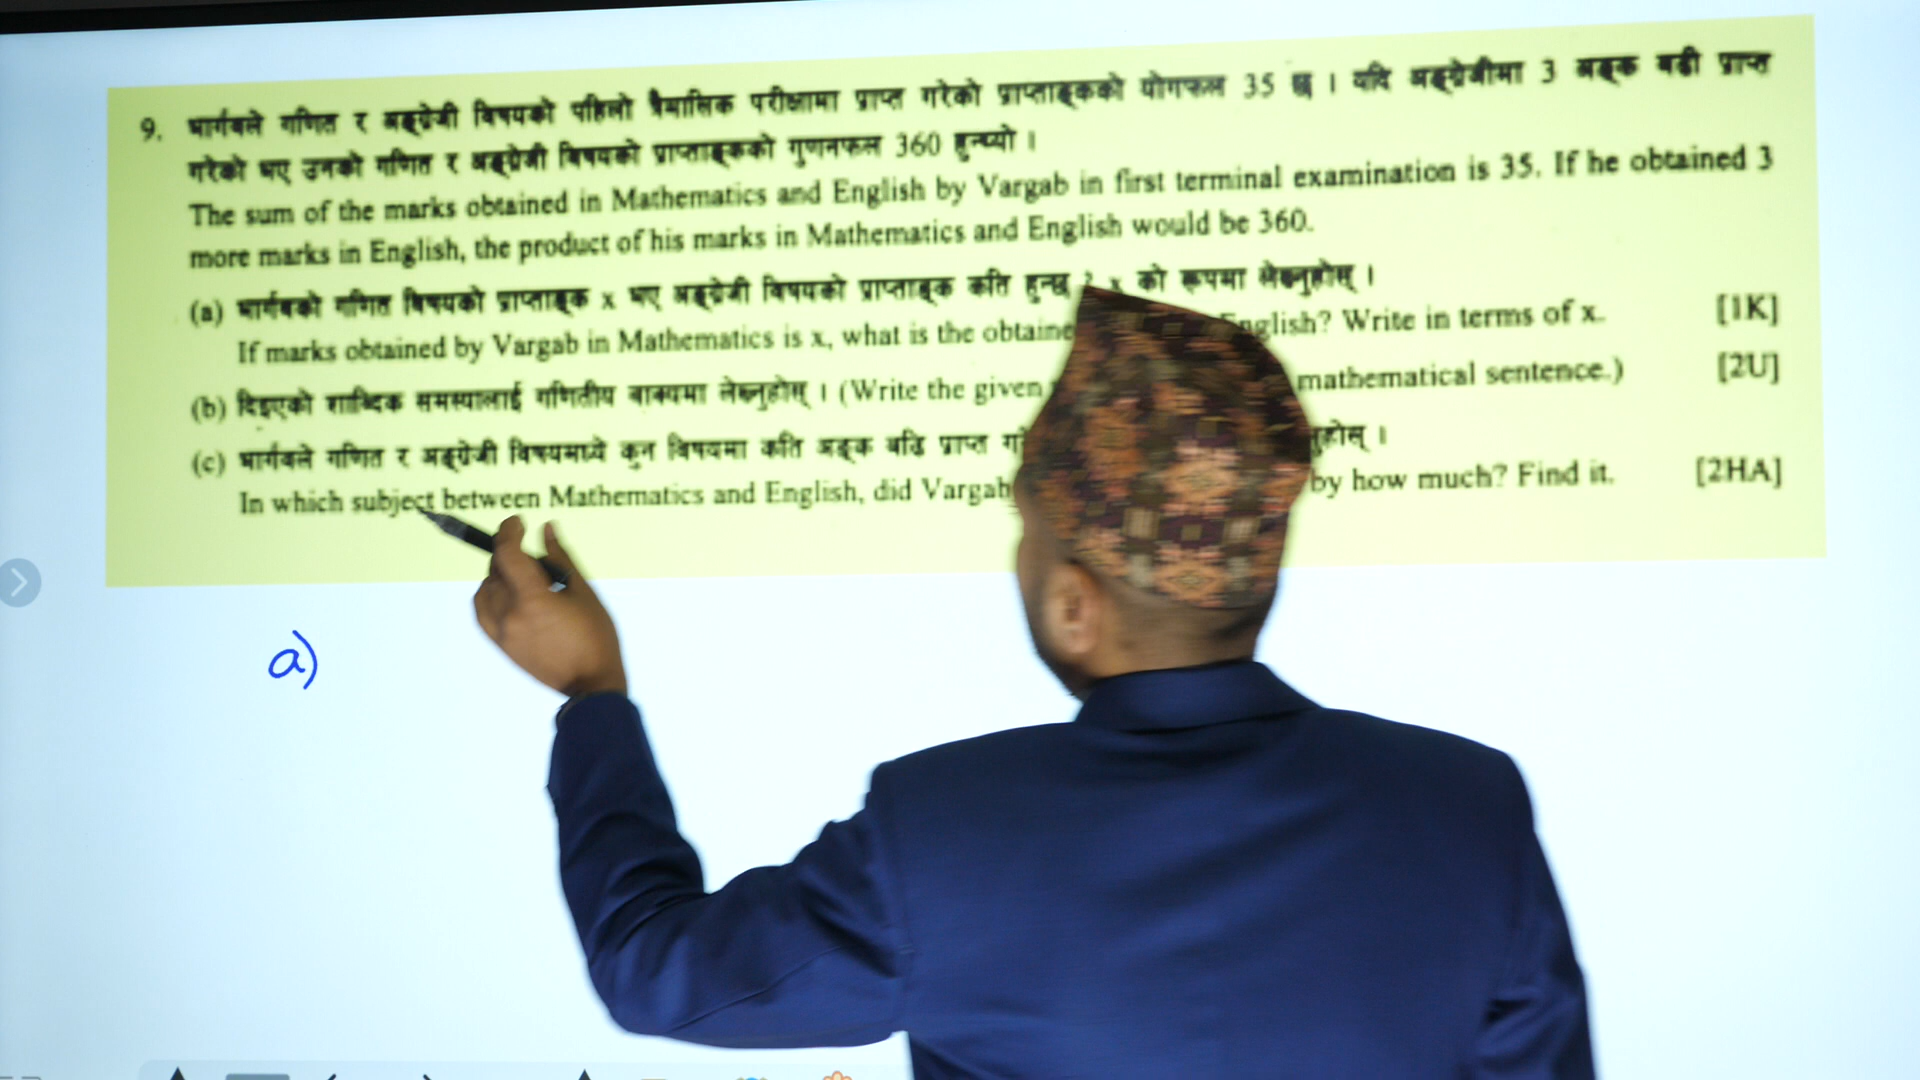 9. भार्गवले गणित र अङ्ग्रेजी विषयको पहिलो त्रैमासिक परीक्षामा प्राप्त गरेको प्राप्ताङ्कको योगफल 35 छ । यदि अङ्ग्रेजीमा 3 अङ्क बढी प्राप्त
गरेको भए उनको गणित र अङ्ग्रेजी विषयको प्राप्ताङ्कको गुणनफल 360 हुन्थ्यो ।
The sum of the marks obtained in Mathematics and English by Vargab in first terminal examination is 35. If he obtained 3
more marks in English, the product of his marks in Mathematics and English would be 360.
(a) भार्गवको गणित विषयको प्राप्ताङ्क x भए अङ्ग्रेजी विषयको प्राप्ताङ्क कति हुन्छ ? x को रूपमा लेख्नुहोस् ।
If marks obtained by Vargab in Mathematics is x, what is the English? Write in terms of x. [1K]
(b) दिइएको शाब्दिक समस्यालाई गणितीय वाक्यमा लेख्नुहोस् । (Write the given mathematical sentence.) [2U]
(c) भार्गवले गणित र अङ्ग्रेजी विषयमध्ये कुन विषयमा कति अङ्क बढि प्राप्त
In which subject between Mathematics and English, did Vargab by how much? Find it. [2HA]
a)